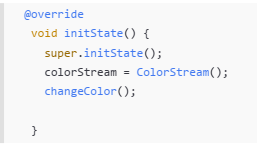 @override
void initState() {
super.initState();
colorStream = ColorStream();
changeColor();
}